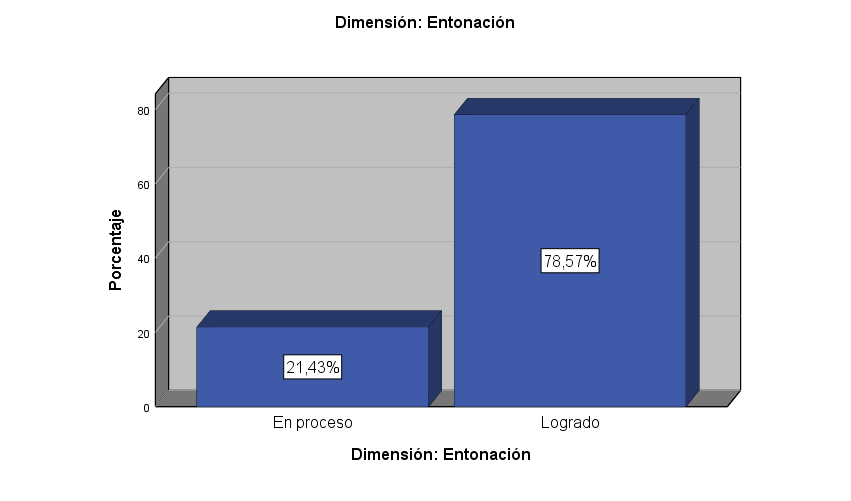 Dimensión: Entonación
Porcentaje
80
60
40
20
0
78,57%
21,43%
En proceso
Logrado
Dimensión: Entonación